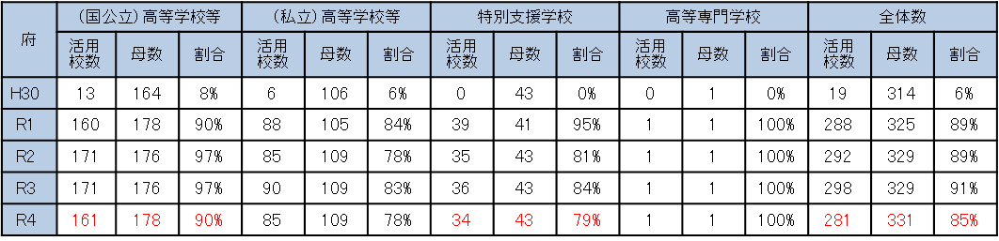 府 (国公立)高等学校等 (私立)高等学校等 特別支援学校 高等専門学校 全体数
活用校数 母数 割合 活用校数 母数 割合 活用校数 母数 割合 活用校数 母数 割合 活用校数 母数 割合
H30 13 164 8% 6 106 6% 0 43 0% 0 1 0% 19 314 6%
R1 160 178 90% 88 105 84% 39 41 95% 1 1 100% 288 325 89%
R2 171 176 97% 85 109 78% 35 43 81% 1 1 100% 292 329 89%
R3 171 176 97% 90 109 83% 36 43 84% 1 1 100% 298 329 91%
R4 161 178 90% 85 109 78% 34 43 79% 1 1 100% 281 331 85%